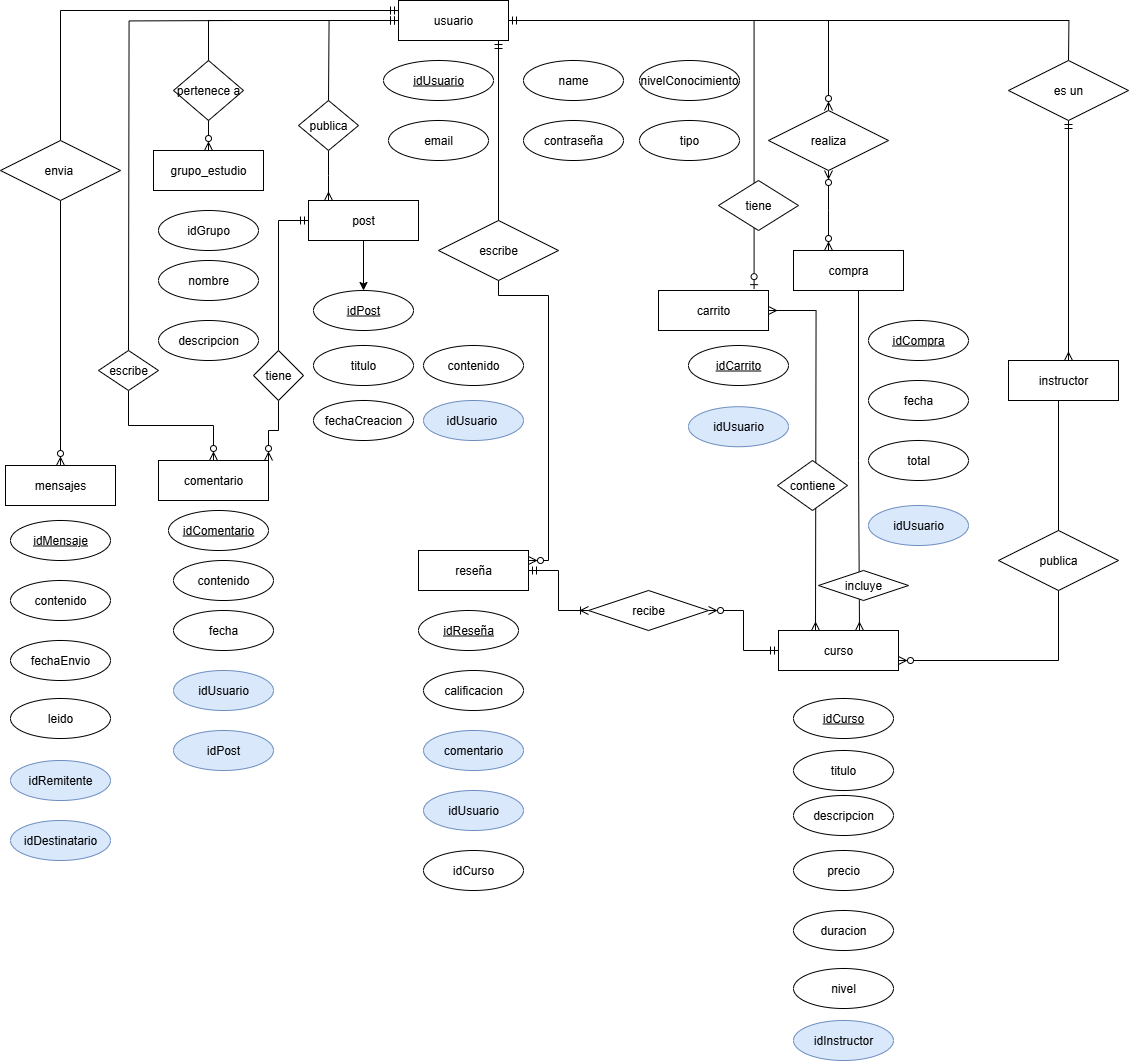 usuario
idUsuario
name
nivelConocimiento
email
contraseña
tipo
pertenece a
publica
realiza
es un
envia
grupo_estudio
post
escribe
tiene
compra
idGrupo
nombre
descripcion
idPost
titulo
contenido
fechaCreacion
idUsuario
carrito
idCarrito
idUsuario
idCompra
fecha
total
idUsuario
instructor
escribe
tiene
contiene
mensajes
idMensaje
contenido
fechaEnvio
leido
idRemitente
idDestinatario
comentario
idComentario
contenido
fecha
idUsuario
idPost
reseña
recibe
incluye
publica
idReseña
calificacion
comentario
idUsuario
idCurso
curso
idCurso
titulo
descripcion
precio
duracion
nivel
idInstructor